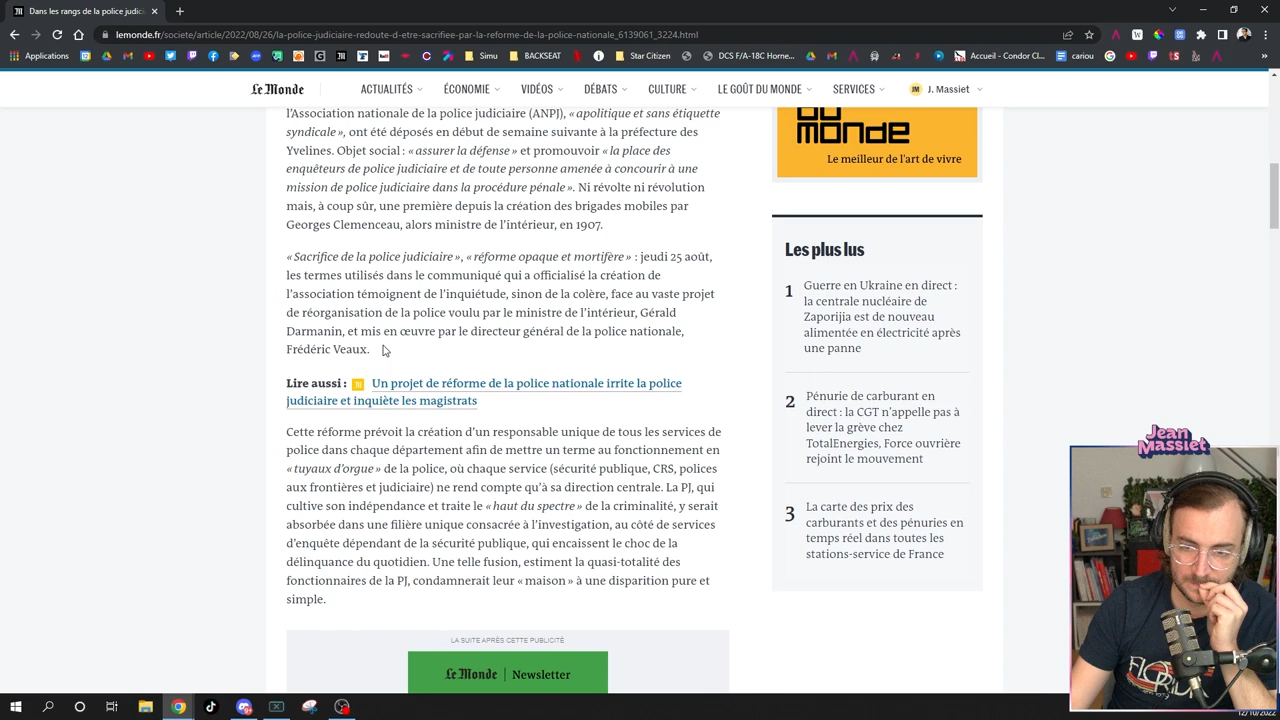 Dans les rangs de la police judici
lemonde.fr/societe/article/2022/08/26/la-police-judiciaire-redoute-d-etre-sacrifiee-par-la-reforme-de-la-police-nationale_6139061_3224.html
Applications
Simu
BACKSEAT
Star Citizen
DCS F/A-18C Horne...
Accueil - Condor Cl...
cariou
Le Monde
ACTUALITÉS
ÉCONOMIE
VIDÉOS
DÉBATS
CULTURE
LE GOÛT DU MONDE
SERVICES
JM
J. Massiet
l'Association nationale de la police judiciaire (ANPJ), « apolitique et sans étiquette
syndicale », ont été déposés en début de semaine suivante à la préfecture des
Yvelines. Objet social : « assurer la défense » et promouvoir « la place des
enquêteurs de police judiciaire et de toute personne amenée à concourir à une
mission de police judiciaire dans la procédure pénale ». Ni révolte ni révolution
mais, à coup sûr, une première depuis la création des brigades mobiles par
Georges Clemenceau, alors ministre de l'intérieur, en 1907.
« Sacrifice de la police judiciaire », « réforme opaque et mortifère » : jeudi 25 août,
les termes utilisés dans le communiqué qui a officialisé la création de
l'association témoignent de l'inquiétude, sinon de la colère, face au vaste projet
de réorganisation de la police voulu par le ministre de l'intérieur, Gérald
Darmanin, et mis en œuvre par le directeur général de la police nationale,
Frédéric Veaux.
Lire aussi : Un projet de réforme de la police nationale irrite la police
judiciaire et inquiète les magistrats
Cette réforme prévoit la création d'un responsable unique de tous les services de
police dans chaque département afin de mettre un terme au fonctionnement en
« tuyaux d'orgue » de la police, où chaque service (sécurité publique, CRS, polices
aux frontières et judiciaire) ne rend compte qu'à sa direction centrale. La PJ, qui
cultive son indépendance et traite le « haut du spectre » de la criminalité, y serait
absorbée dans une filière unique consacrée à l'investigation, au côté de services
d'enquête dépendant de la sécurité publique, qui encaissent le choc de la
délinquance du quotidien. Une telle fusion, estiment la quasi-totalité des
fonctionnaires de la PJ, condamnerait leur « maison » à une disparition pure et
simple.
LA SUITE APRÈS CETTE PUBLICITÉ
Le Monde | Newsletter
DU
MONDE
Le meilleur de l'art de vivre
Les plus lus
1
Guerre en Ukraine en direct :
la centrale nucléaire de
Zaporijia est de nouveau
alimentée en électricité après
une panne
2
Pénurie de carburant en
direct : la CGT n'appelle pas à
lever la grève chez
TotalEnergies, Force ouvrière
rejoint le mouvement
3
La carte des prix des
carburants et des pénuries en
temps réel dans toutes les
stations-service de France
Jean
Massiet
FLORIDA
12/10/2022